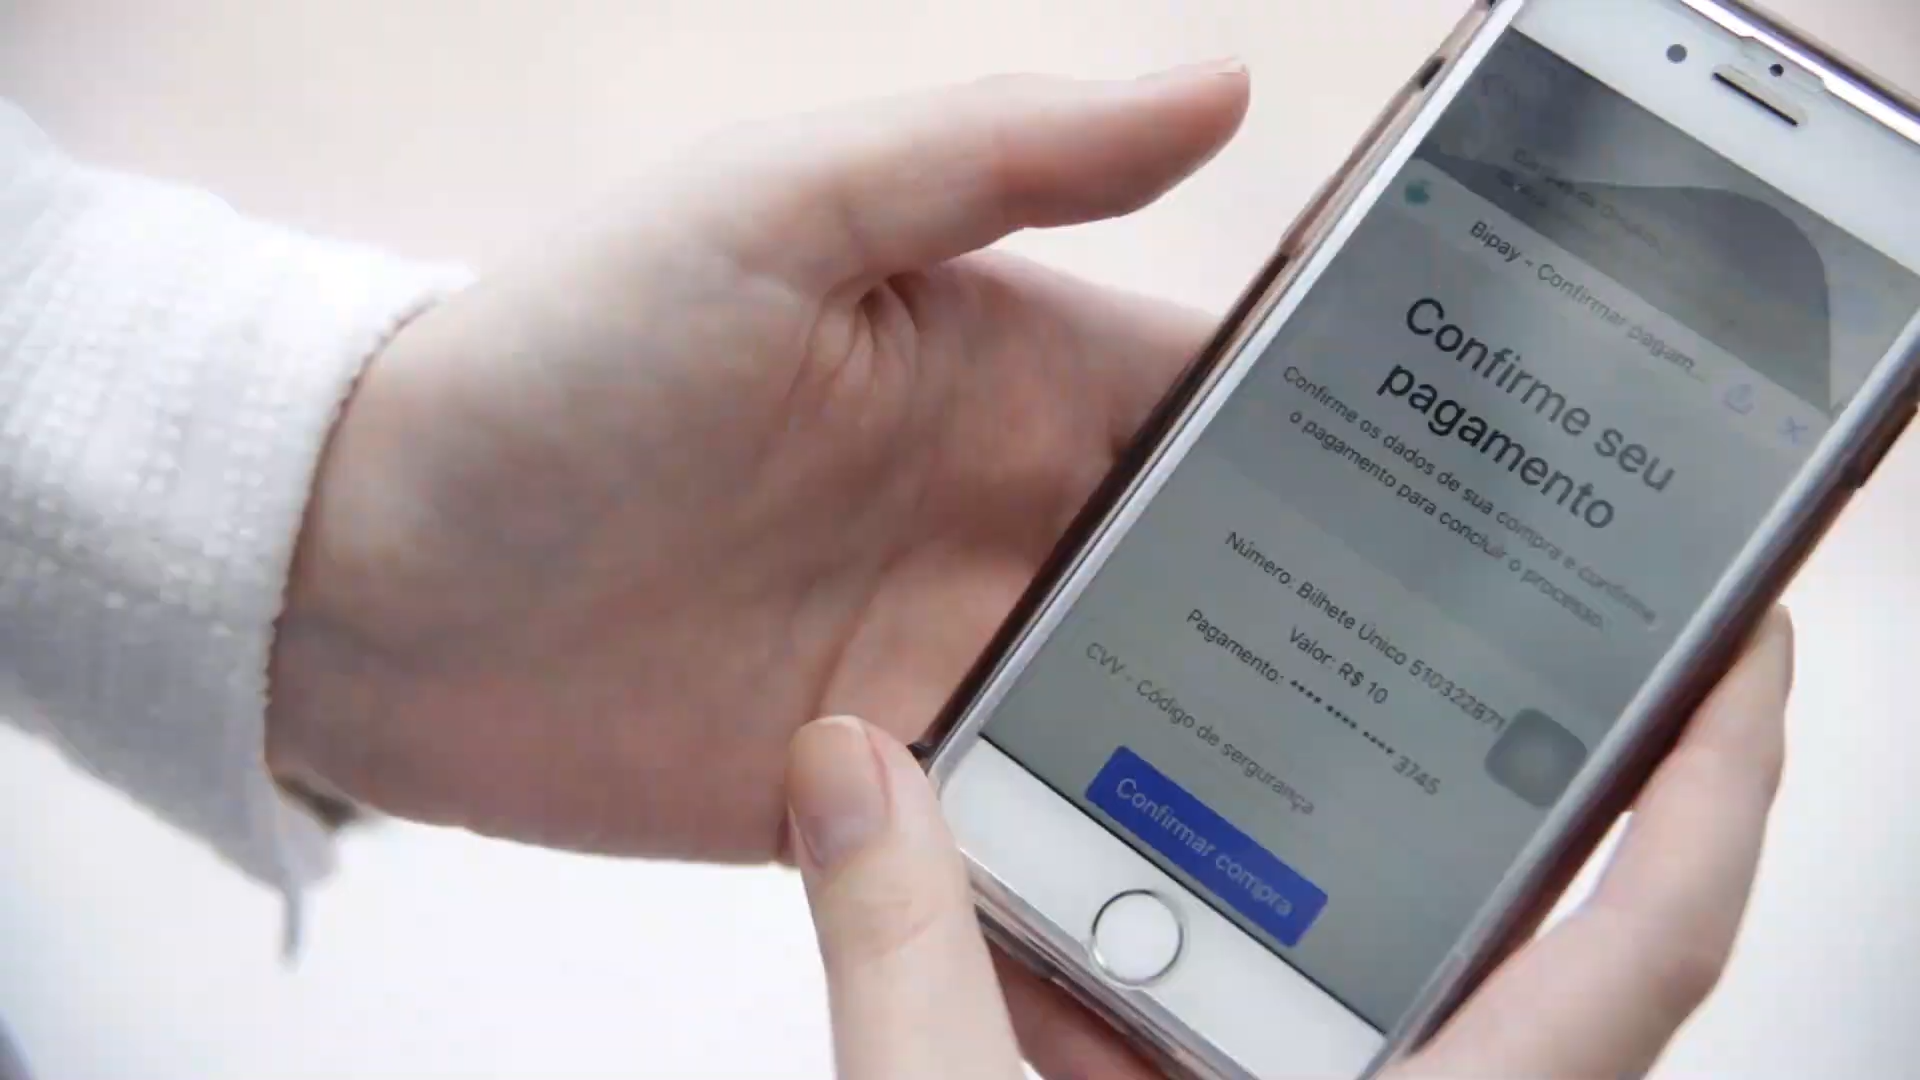 Bipay - Confirmar pagam...
Confirme seu
pagamento
Confirme os dados de sua compra e confirme
o pagamento para concluir o processo.
Número: Bilhete Único 510322871
Valor: R$ 10
Pagamento: **** **** **** 3745
CVV - Código de sergurança
Confirmar compra